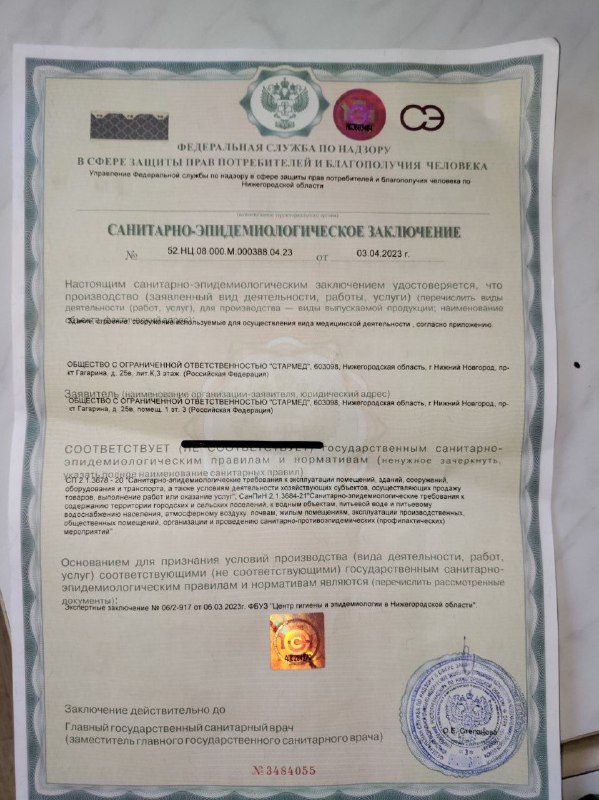 СЭ
ФЕДЕРАЛЬНАЯ СЛУЖБА ПО НАДЗОРУ
В СФЕРЕ ЗАЩИТЫ ПРАВ ПОТРЕБИТЕЛЕЙ И БЛАГОПОЛУЧИЯ ЧЕЛОВЕКА
Управление Федеральной службы по надзору в сфере защиты прав потребителей и благополучия человека по
Нижегородской области
(наименование территориального органа)
САНИТАРНО-ЭПИДЕМИОЛОГИЧЕСКОЕ ЗАКЛЮЧЕНИЕ
№ 52.НЦ.08.000.М.000388.04.23 от 03.04.2023 г.
Настоящим санитарно-эпидемиологическим заключением удостоверяется, что
производство (заявленный вид деятельности, работы, услуги) (перечислить виды
деятельности (работ, услуг), для производства — виды выпускаемой продукции; наименование
Здание, строение, сооружение используемые для осуществления вида медицинской деятельности , согласно приложению.
ОБЩЕСТВО С ОГРАНИЧЕННОЙ ОТВЕТСТВЕННОСТЬЮ "СТАРМЕД", 603098, Нижегородская область, г Нижний Новгород, пр-
кт Гагарина, д. 25в. лит.К,3 этаж (Российская Федерация)
Заявитель (наименование организации-заявителя, юридический адрес)
ОБЩЕСТВО С ОГРАНИЧЕННОЙ ОТВЕТСТВЕННОСТЬЮ "СТАРМЕД", 603098, Нижегородская область, г Нижний Новгород, пр-
кт Гагарина, д. 25в, помещ. 1 эт. 3 (Российская Федерация)
СООТВЕТСТВУЕТ (НЕ СООТВЕТСТВУЕТ) государственным санитарно-
эпидемиологическим правилам и нормативам (ненужное зачеркнуть,
указать полное наименование санитарных правил)
СП 2.1.3678 - 20 "Санитарно-эпидемиологические требования к эксплуатации помещений, зданий, сооружений,
оборудования и транспорта, а также условиям деятельности хозяйствующих субъектов, осуществляющих продажу
товаров, выполнение работ или оказание услуг", СанПиН 2.1.3684-21"Санитарно-эпидемиологические требования к
содержанию территорий городских и сельских поселений, к водным объектам, питьевой воде и питьевому
водоснабжению населения, атмосферному воздуху, почвам, жилым помещениям, эксплуатации производственных,
общественных помещений, организации и проведению санитарно-противоэпидемических (профилактических)
мероприятий"
Основанием для признания условий производства (вида деятельности, работ,
услуг) соответствующими (не соответствующими) государственным санитарно-
эпидемиологическим правилам и нормативам являются (перечислить рассмотренные
документы):
Экспертное заключение № 06/2-917 от 06.03.2023г. ФБУЗ "Центр гигиены и эпидемиологии в Нижегородской области"
Заключение действительно до
Главный государственный санитарный врач
(заместитель главного государственного санитарного врача)
О.Е. Степанова
№3484055